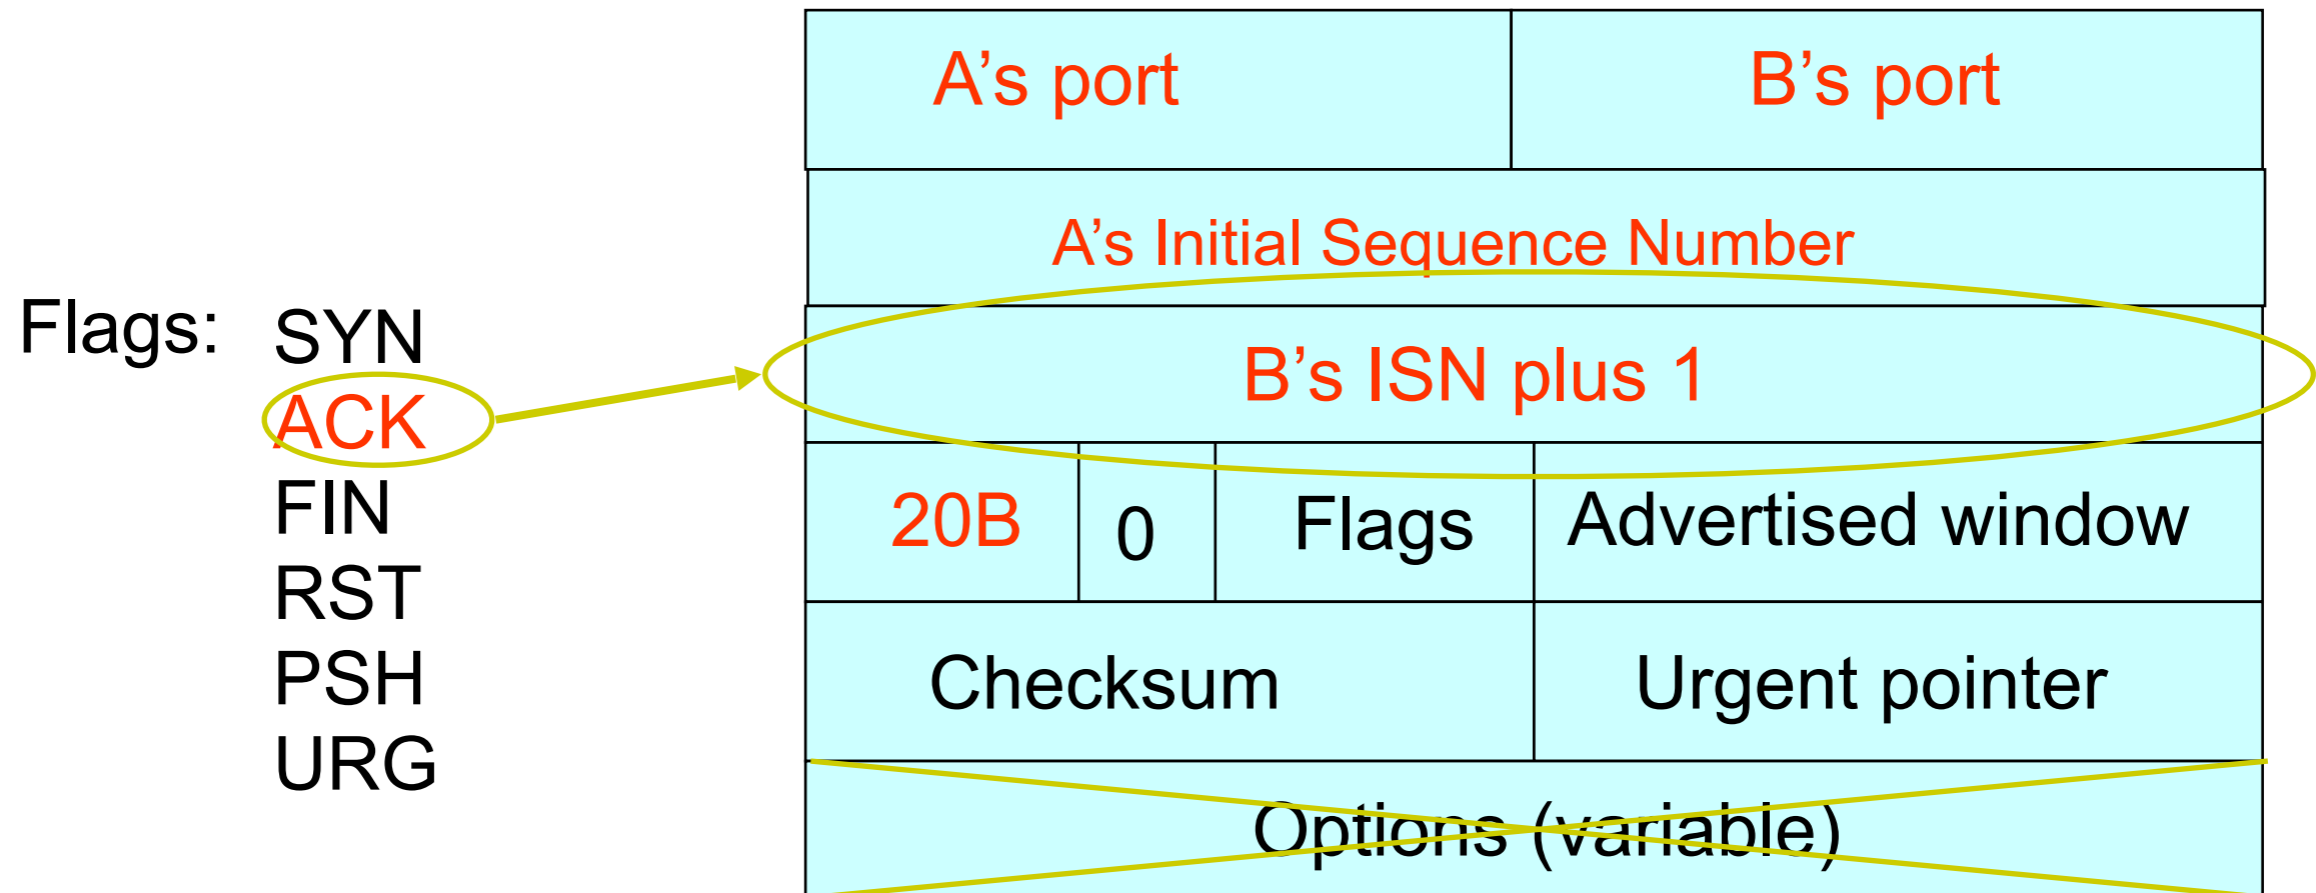 A’s port
B’s port
A’s Initial Sequence Number
Flags:
SYN
ACK
FIN
RST
PSH
URG
B’s ISN plus 1
20B
0
Flags
Advertised window
Checksum
Urgent pointer
Options (variable)